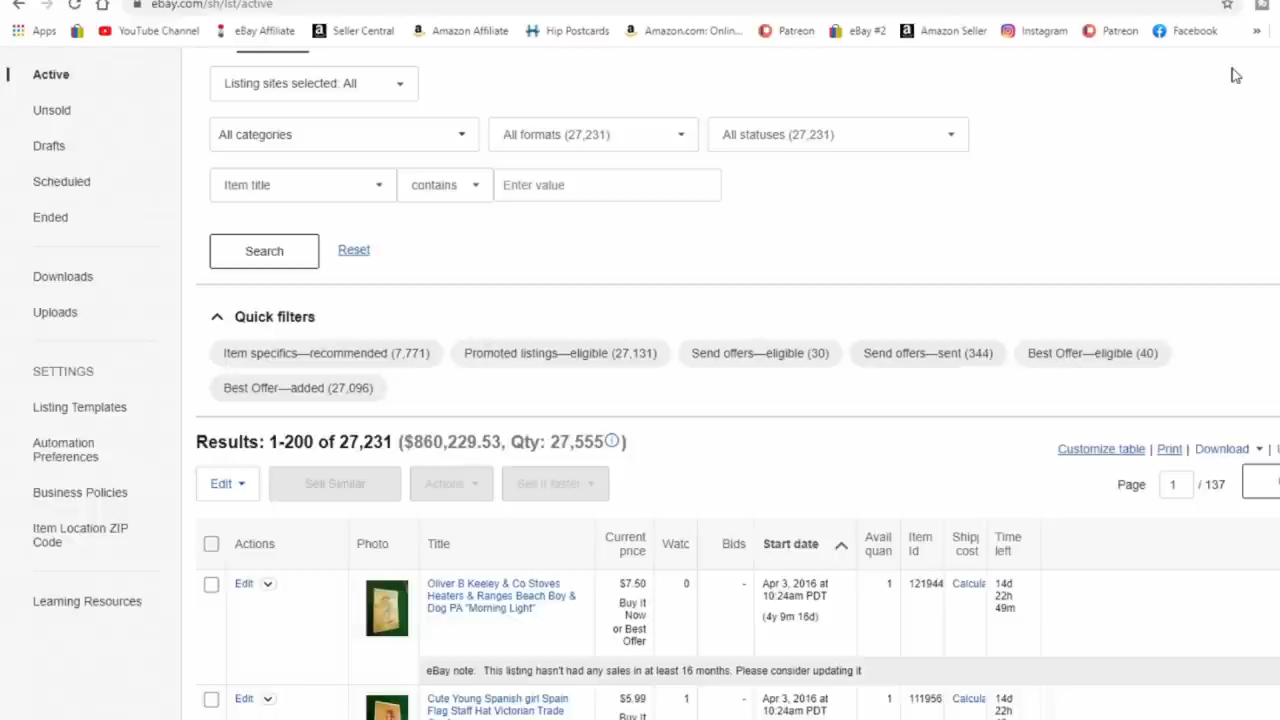 ebay.com/sh/lst/active
Apps YouTube Channel eBay Affiliate Seller Central Amazon Affiliate Hip Postcards Amazon.com: Onlin... Patreon eBay #2 Amazon Seller Instagram Patreon Facebook »
Active
Unsold
Drafts
Scheduled
Ended
Downloads
Uploads
SETTINGS
Listing Templates
Automation
Preferences
Business Policies
Item Location ZIP
Code
Learning Resources
Listing sites selected: All
All categories All formats (27,231) All statuses (27,231)
Item title contains Enter value
Search Reset
Quick filters
Item specifics—recommended (7,771) Promoted listings—eligible (27,131) Send offers—eligible (30) Send offers—sent (344) Best Offer—eligible (40)
Best Offer—added (27,096)
Results: 1-200 of 27,231 ($860,229.53, Qty: 27,555)
Customize table | Print | Download |
Edit Sell Similar Actions Sell it faster
Page 1 / 137
Actions Photo Title Current price Watc Bids Start date Avail quan Item Id Ship cost Time left
Edit Oliver B Keeley & Co Stoves $7.50 0 - Apr 3, 2016 at 1 121944 Calcula 14d
Heaters & Ranges Beach Boy & 10:24am PDT 22h
Dog PA "Morning Light" Buy It (4y 9m 16d) 49m
Now
or Best
Offer
eBay note: This listing hasn't had any sales in at least 16 months. Please consider updating it
Edit Cute Young Spanish girl Spain $5.99 1 - Apr 3, 2016 at 1 111956 Calcula 14d
Flag Staff Hat Victorian Trade Buy It 10:24am PDT 22h